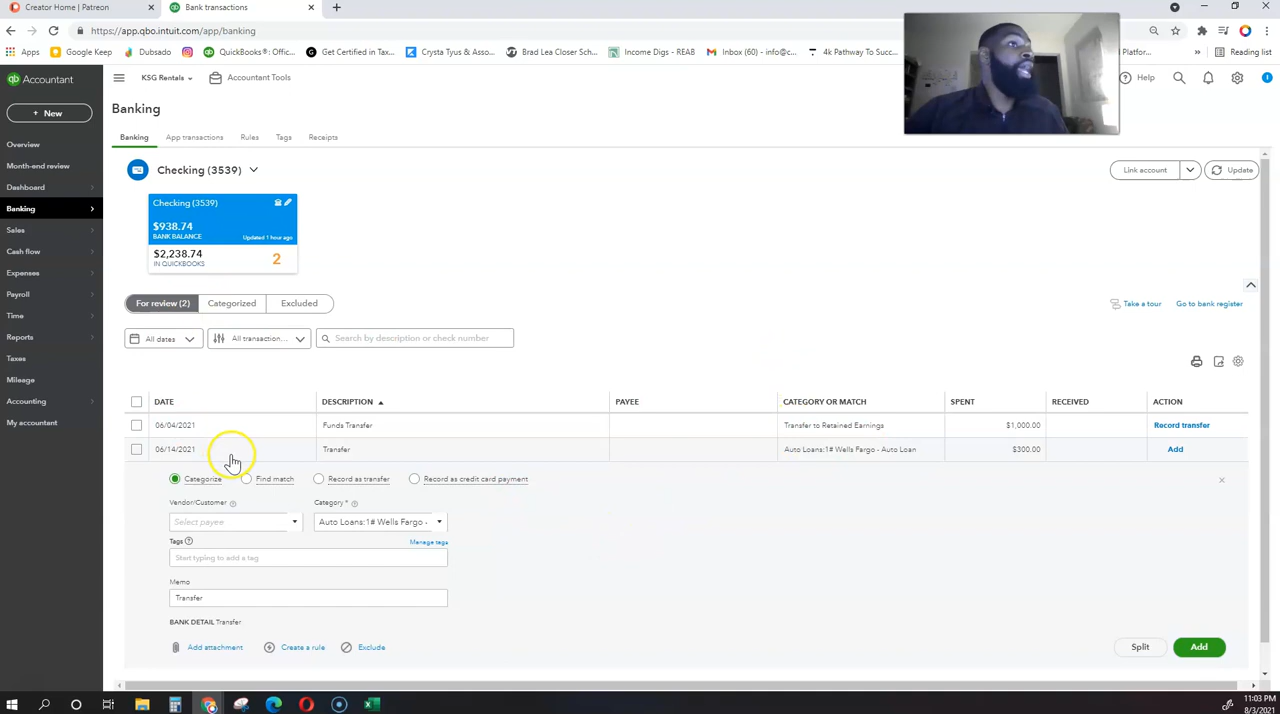 Creator Home | Patreon
Bank transactions
https://app.qbo.intuit.com/app/banking
Apps
Google Keep
Dubsado
QuickBooks®: Off...
Get Certified in Tax...
Crysta Tyus & Asso...
Brad Lea Closer Sch...
Income Digs - REAB
Inbox (60) - info@c...
4k Pathway To Succ...
Platfor...
Reading list
Accountant
KSG Rentals
Accountant Tools
Help
+ New
Banking
Overview
Month-end review
Dashboard
Banking
Sales
Cash flow
Expenses
Payroll
Time
Reports
Taxes
Mileage
Accounting
My account
Banking
App transactions
Rules
Tags
Receipts
Checking (3539)
Link account
Update
Checking (3539)
$938.74
BANK BALANCE
Updated 1 hour ago
$2,238.74
IN QUICKBOOKS
2
For review (2)
Categorized
Excluded
Take a tour
Go to bank register
All dates
All transaction...
Search by description or check number
DATE
DESCRIPTION
PAYEE
CATEGORY OR MATCH
SPENT
RECEIVED
ACTION
06/04/2021
Funds Transfer
Transfer to Retained Earnings
$1,000.00
Record transfer
06/14/2021
Transfer
Auto Loans:1# Wells Fargo - Auto Loan
$300.00
Add
Categorize
Find match
Record as transfer
Record as credit card payment
Vendor/Customer
Category *
Select payee
Auto Loans:1# Wells Fargo -
Tags
Manage tags
Start typing to add a tag
Memo
Transfer
BANK DETAIL Transfer
Add attachment
Create a rule
Exclude
Split
Add
11:03 PM
8/3/2021